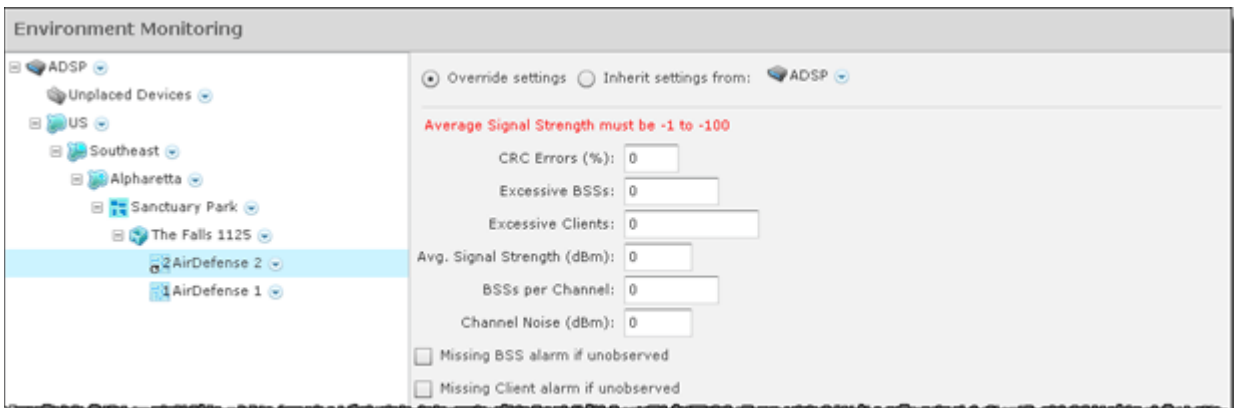 Environment Monitoring
ADSP
Unplaced Devices
US
Southeast
Alpharetta
Sanctuary Park
The Falls 1125
2 AirDefense 2
1 AirDefense 1
Override settings Inherit settings from: ADSP
Average Signal Strength must be -1 to -100
CRC Errors (%): 0
Excessive BSSs: 0
Excessive Clients: 0
Avg. Signal Strength (dBm): 0
BSSs per Channel: 0
Channel Noise (dBm): 0
Missing BSS alarm if unobserved
Missing Client alarm if unobserved